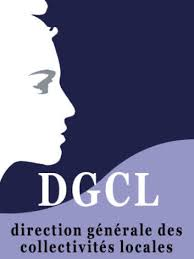 DGCL
direction générale des
collectivités locales